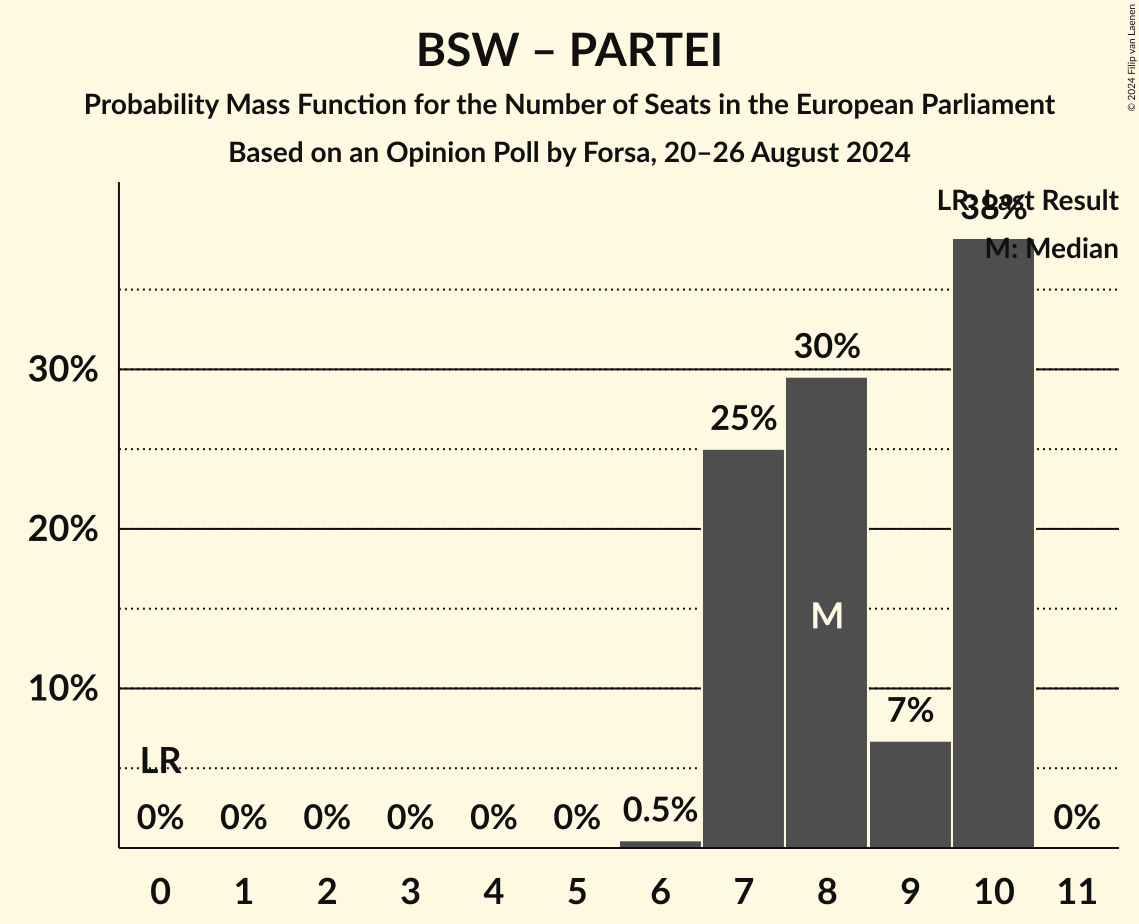 BSW – PARTEI
Probability Mass Function for the Number of Seats in the European Parliament
Based on an Opinion Poll by Forsa, 20–26 August 2024
© 2024 Filip van Laenen
LR: Last Result
M: Median
38%
30%
30%
25%
20%
M
10%
7%
LR
0% 0% 0% 0% 0% 0% 0.5% 0%
0 1 2 3 4 5 6 7 8 9 10 11